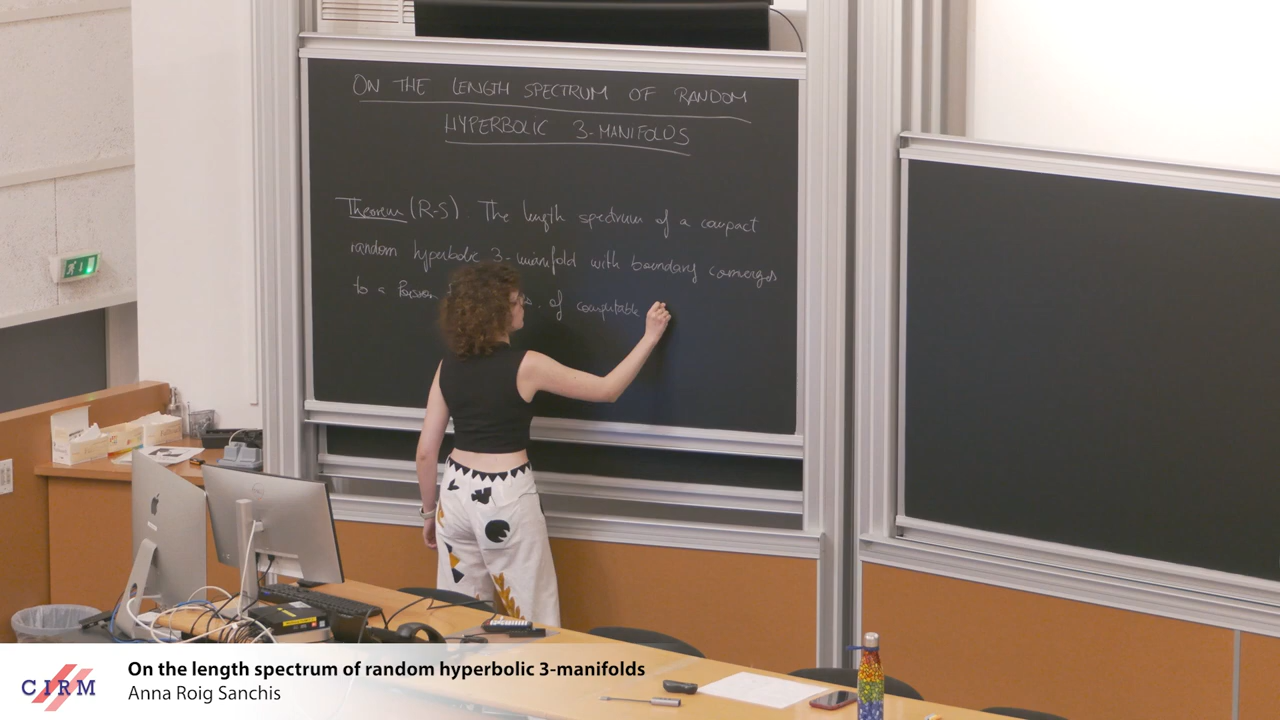 ON THE LENGTH SPECTRUM OF RANDOM
HYPERBOLIC 3-MANIFOLDS
Theorem (R-S). The length spectrum of a compact
random hyperbolic 3-manifold with boundary converges
to a of computable
CIRM
On the length spectrum of random hyperbolic 3-manifolds
Anna Roig Sanchis